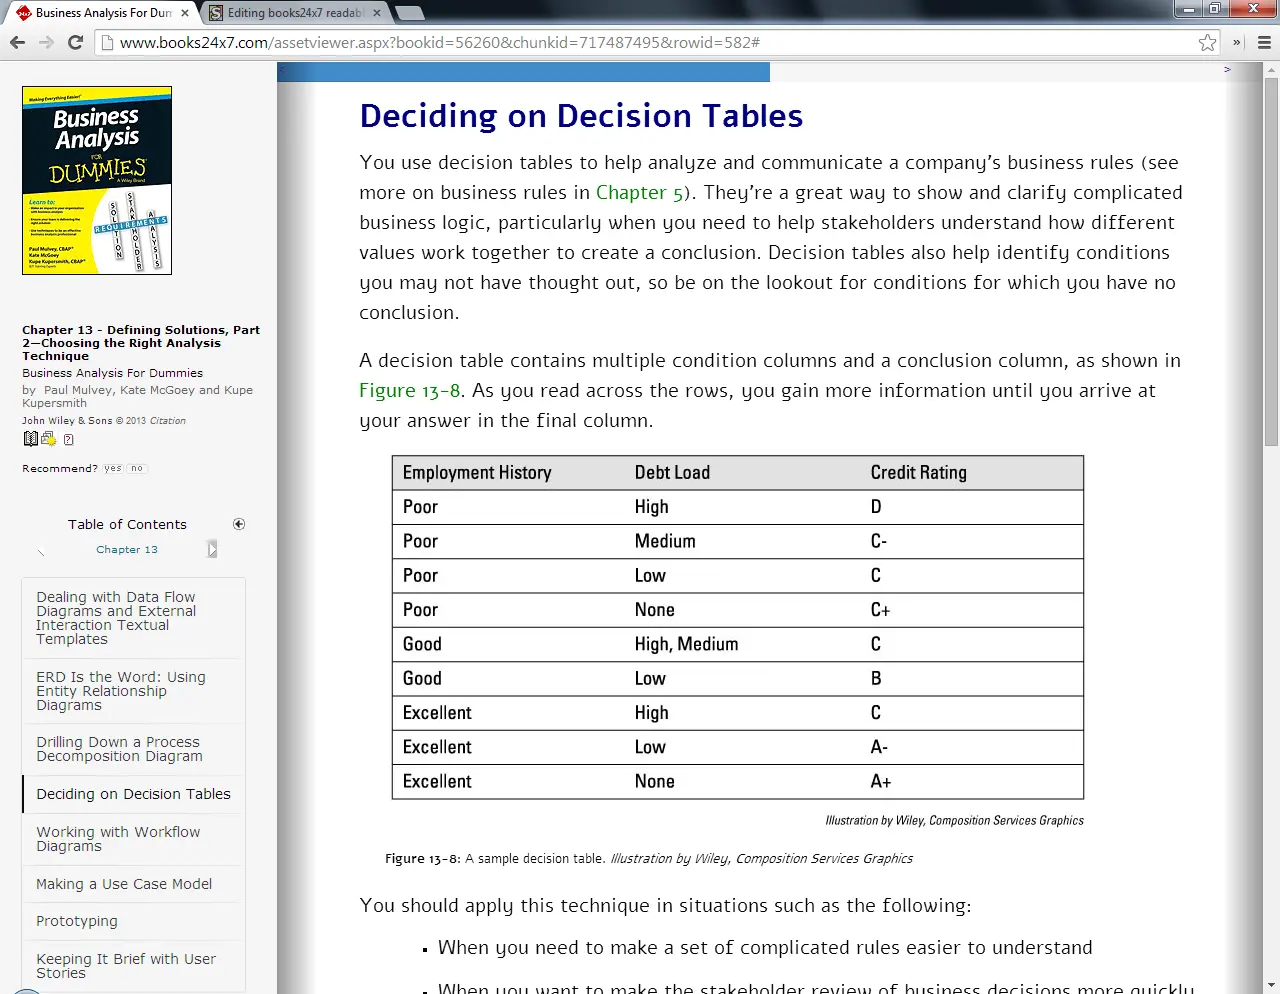 Business Analysis For Dum
Editing books24x7 readabl
www.books24x7.com/assetviewer.aspx?bookid=56260&chunkid=717487495&rowid=582#
Making Everything Easier!
Business
Analysis
FOR
DUMMIES
A Wiley Brand
Learn to:
SOLUTION
STAKEHOLDER
ANALYSIS
REQUIREMENTS
Paul Mulvey, CBAP
Kate McGoey
Kupe Kupersmith, CBAP
Chapter 13 - Defining Solutions, Part
2—Choosing the Right Analysis
Technique
Business Analysis For Dummies
by Paul Mulvey, Kate McGoey and Kupe
Kupersmith
John Wiley & Sons © 2013 Citation
Recommend? yes no
Table of Contents
Chapter 13
Dealing with Data Flow
Diagrams and External
Interaction Textual
Templates
ERD Is the Word: Using
Entity Relationship
Diagrams
Drilling Down a Process
Decomposition Diagram
Deciding on Decision Tables
Working with Workflow
Diagrams
Making a Use Case Model
Prototyping
Keeping It Brief with User
Stories
< >
Deciding on Decision Tables
You use decision tables to help analyze and communicate a company's business rules (see
more on business rules in Chapter 5). They're a great way to show and clarify complicated
business logic, particularly when you need to help stakeholders understand how different
values work together to create a conclusion. Decision tables also help identify conditions
you may not have thought out, so be on the lookout for conditions for which you have no
conclusion.
A decision table contains multiple condition columns and a conclusion column, as shown in
Figure 13-8. As you read across the rows, you gain more information until you arrive at
your answer in the final column.
Employment History Debt Load Credit Rating
Poor High D
Poor Medium C-
Poor Low C
Poor None C+
Good High, Medium C
Good Low B
Excellent High C
Excellent Low A-
Excellent None A+
Illustration by Wiley, Composition Services Graphics
Figure 13-8: A sample decision table. Illustration by Wiley, Composition Services Graphics
You should apply this technique in situations such as the following:
▪ When you need to make a set of complicated rules easier to understand
▪ When you want to make the stakeholder review of business decisions more quickly